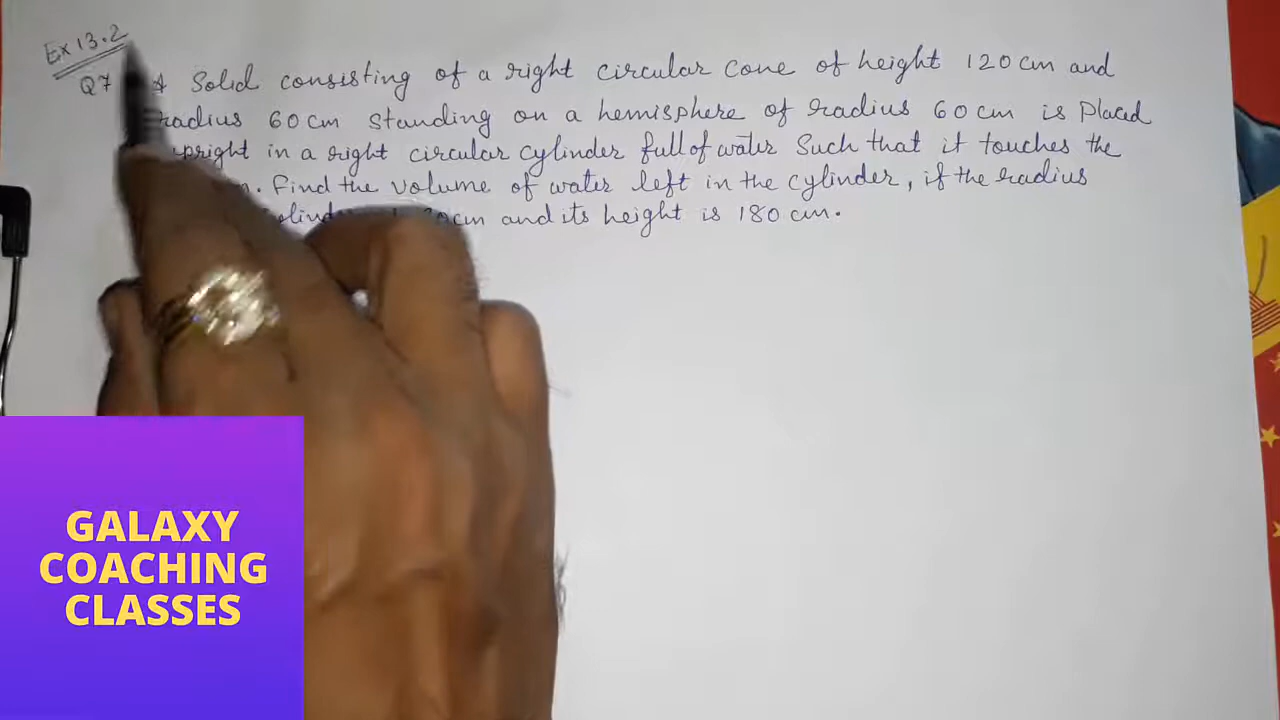 Ex 13.2
Q7 A Solid consisting of a right circular cone of height 120 cm and
radius 60 cm standing on a hemisphere of radius 60 cm is Placed
upright in a right circular cylinder full of water Such that it touches the
Find the volume of water left in the cylinder, if the radius
cm and its height is 180 cm.
GALAXY
COACHING
CLASSES